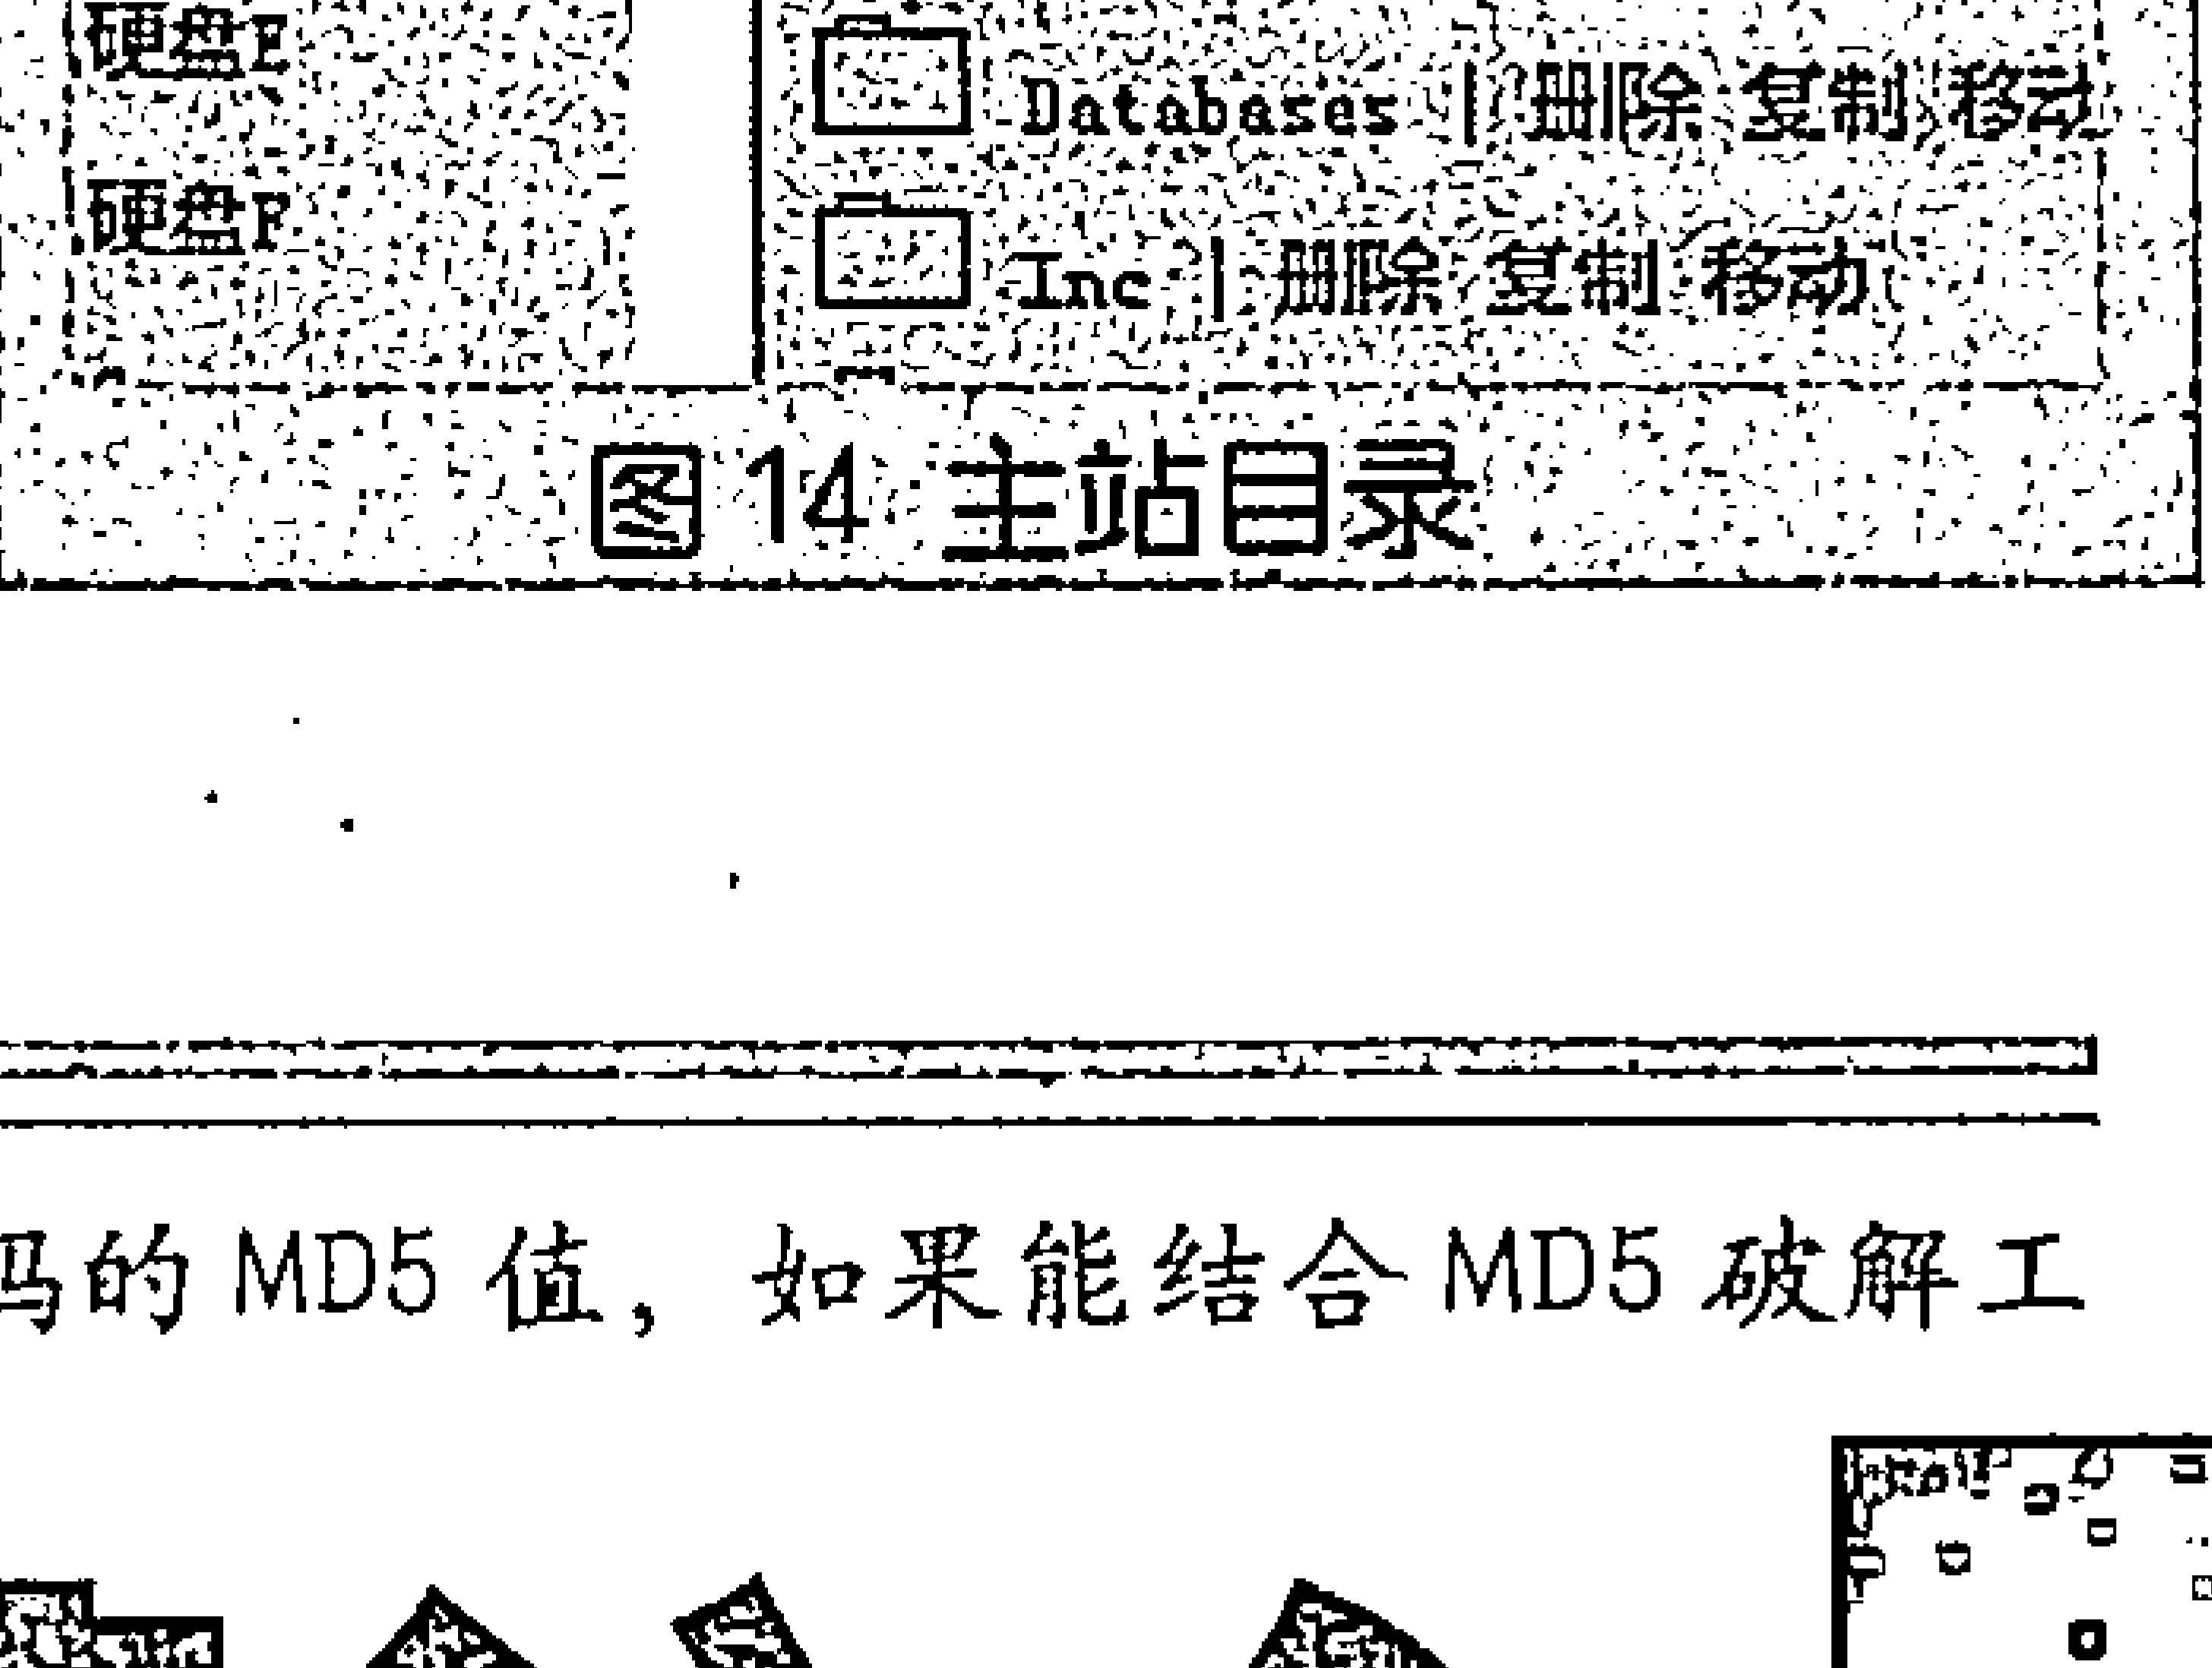 硬盘E
Databases | 删除 复制 移动
硬盘F
Inc | 删除 复制 移动
图 14 主站目录
码的 MD5 值，如果能结合 MD5 破解工